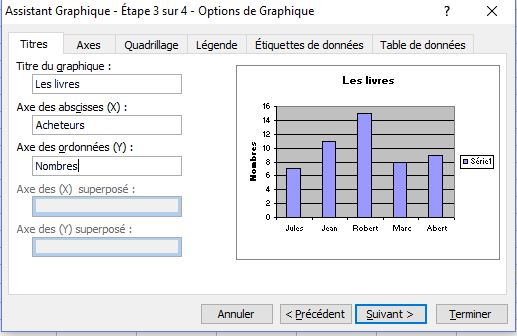 Assistant Graphique - Étape 3 sur 4 - Options de Graphique
? ×
Titres Axes Quadrillage Légende Étiquettes de données Table de données
Titre du graphique :
Les livres
Axe des abscisses (X) :
Acheteurs
Axe des ordonnées (Y) :
Nombres
Axe des (X) superposé :
Axe des (Y) superposé :
Les livres
Nombres
16
14
12
10
8
6
4
2
0
Jules Jean Robert Marc Abert
Série1
Annuler < Précédent Suivant > Terminer